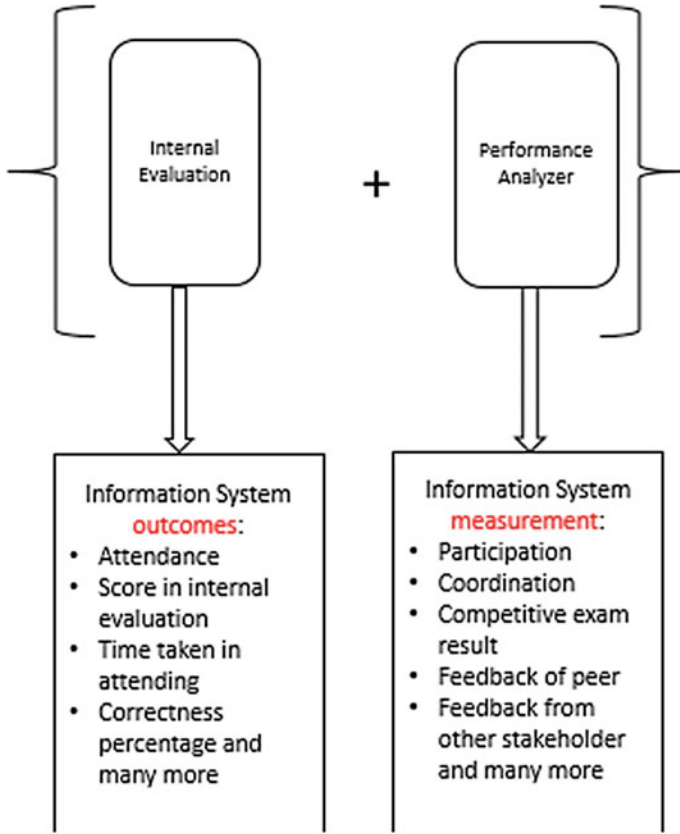 Internal
Evaluation
+
Performance
Analyzer
Information System
outcomes:
• Attendance
• Score in internal
evaluation
• Time taken in
attending
• Correctness
percentage and
many more
Information System
measurement:
• Participation
• Coordination
• Competitive exam
result
• Feedback of peer
• Feedback from
other stakeholder
and many more